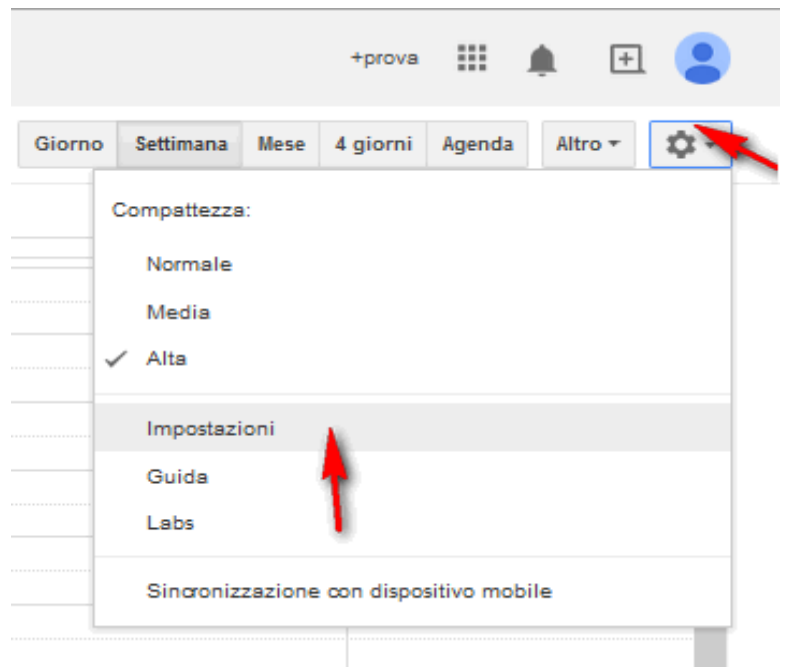 +prova
Giorno Settimana Mese 4 giorni Agenda Altro
Compattezza:
Normale
Media
Alta
Impostazioni
Guida
Labs
Sincronizzazione con dispositivo mobile